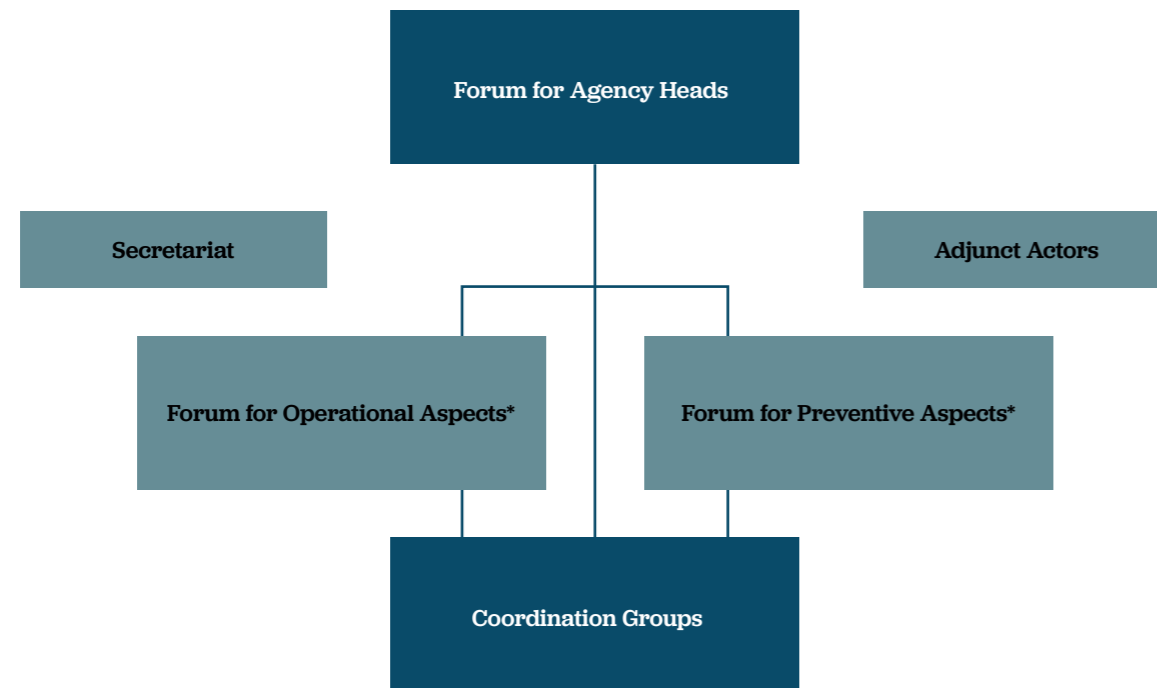 Forum for Agency Heads
Secretariat
Adjunct Actors
Forum for Operational Aspects*
Forum for Preventive Aspects*
Coordination Groups